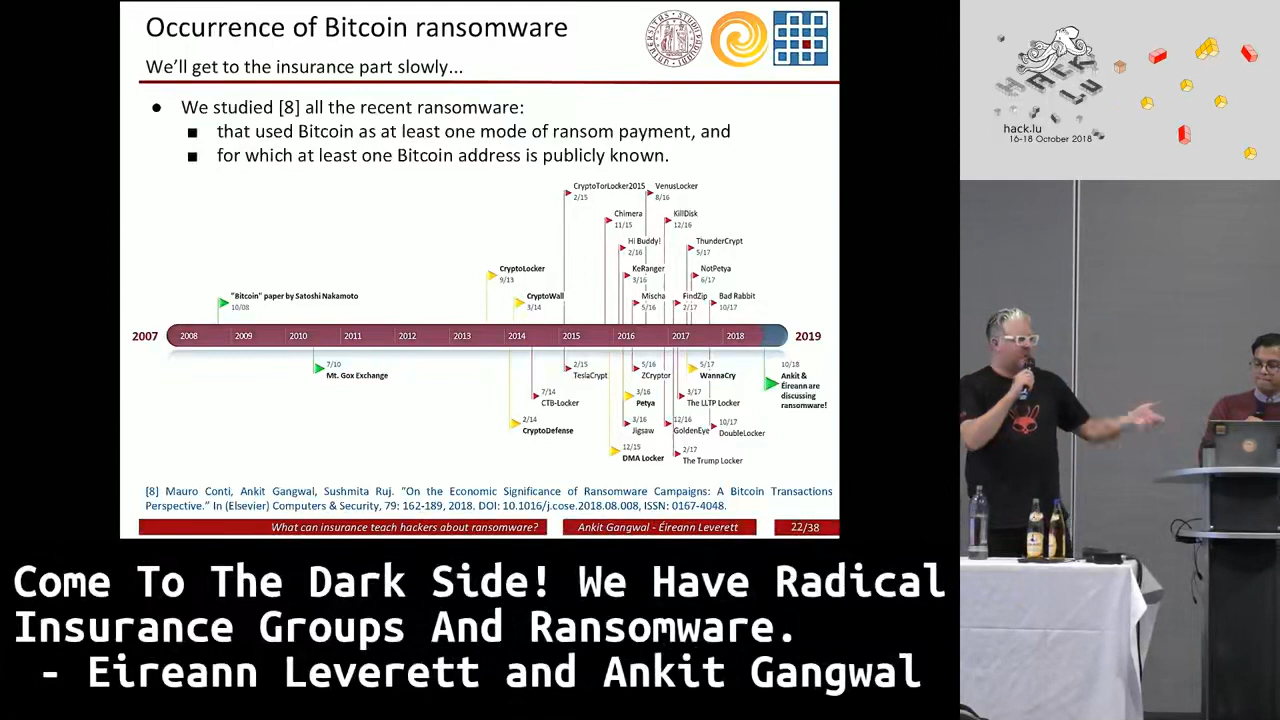 Occurrence of Bitcoin ransomware
We'll get to the insurance part slowly...
● We studied [8] all the recent ransomware:
■ that used Bitcoin as at least one mode of ransom payment, and
■ for which at least one Bitcoin address is publicly known.
CryptoTorLocker2015
2/15
VenusLocker
8/16
Chimera
11/15
KillDisk
12/16
Hi Buddy!
2/16
ThunderCrypt
5/17
CryptoLocker
9/13
KeRanger
3/16
NotPetya
6/17
"Bitcoin" paper by Satoshi Nakamoto
10/08
CryptoWall
3/14
Mischa
5/16
FindZip
2/17
Bad Rabbit
10/17
2007 2008 2009 2010 2011 2012 2013 2014 2015 2016 2017 2018 2019
7/10
Mt. Gox Exchange
2/15
TeslaCrypt
5/16
ZCryptor
5/17
WannaCry
10/18
Ankit &
Éireann are
discussing
ransomware!
7/14
CTB-Locker
3/16
Petya
3/17
The LLTP Locker
2/14
CryptoDefense
3/16
Jigsaw
12/16
GoldenEye
10/17
DoubleLocker
12/15
DMA Locker
2/17
The Trump Locker
[8] Mauro Conti, Ankit Gangwal, Sushmita Ruj. "On the Economic Significance of Ransomware Campaigns: A Bitcoin Transactions
Perspective." In (Elsevier) Computers & Security, 79: 162-189, 2018. DOI: 10.1016/j.cose.2018.08.008, ISSN: 0167-4048.
What can insurance teach hackers about ransomware? Ankit Gangwal - Éireann Leverett 22/38
hack.lu
16-18 October 2018
Come To The Dark Side! We Have Radical
Insurance Groups And Ransomware.
- Eireann Leverett and Ankit Gangwal